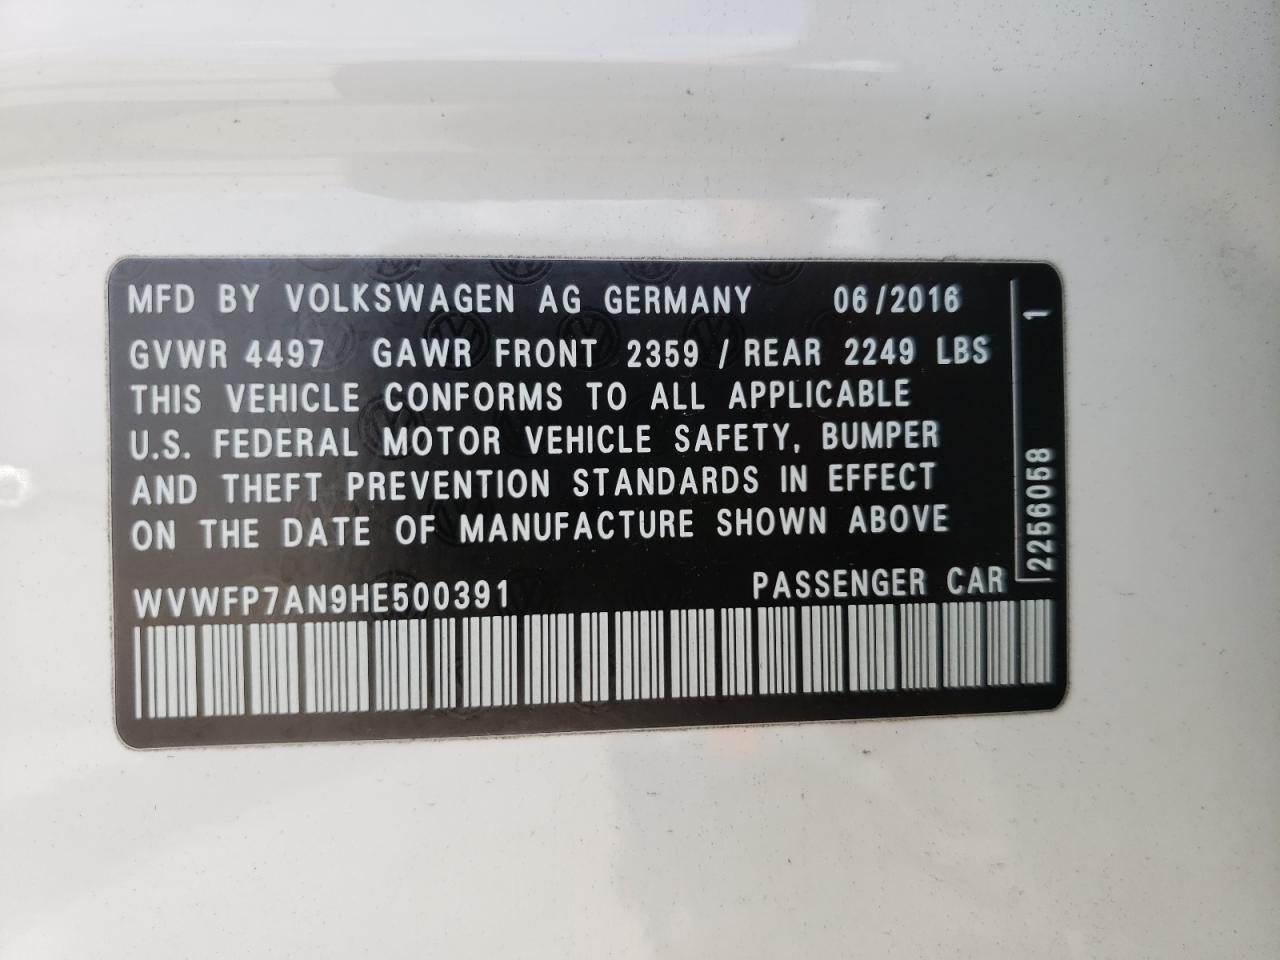 MFD BY VOLKSWAGEN AG GERMANY 06/2016
GVWR 4497 GAWR FRONT 2359 / REAR 2249 LBS
THIS VEHICLE CONFORMS TO ALL APPLICABLE
U.S. FEDERAL MOTOR VEHICLE SAFETY, BUMPER
AND THEFT PREVENTION STANDARDS IN EFFECT
ON THE DATE OF MANUFACTURE SHOWN ABOVE
WVWFP7AN9HE500391 PASSENGER CAR
2256058 1